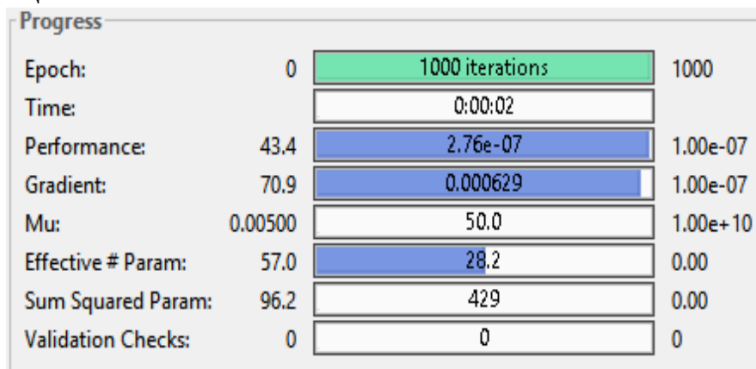 Progress
Epoch: 0 1000 iterations 1000
Time: 0:00:02
Performance: 43.4 2.76e-07 1.00e-07
Gradient: 70.9 0.000629 1.00e-07
Mu: 0.00500 50.0 1.00e+10
Effective # Param: 57.0 28.2 0.00
Sum Squared Param: 96.2 429 0.00
Validation Checks: 0 0 0